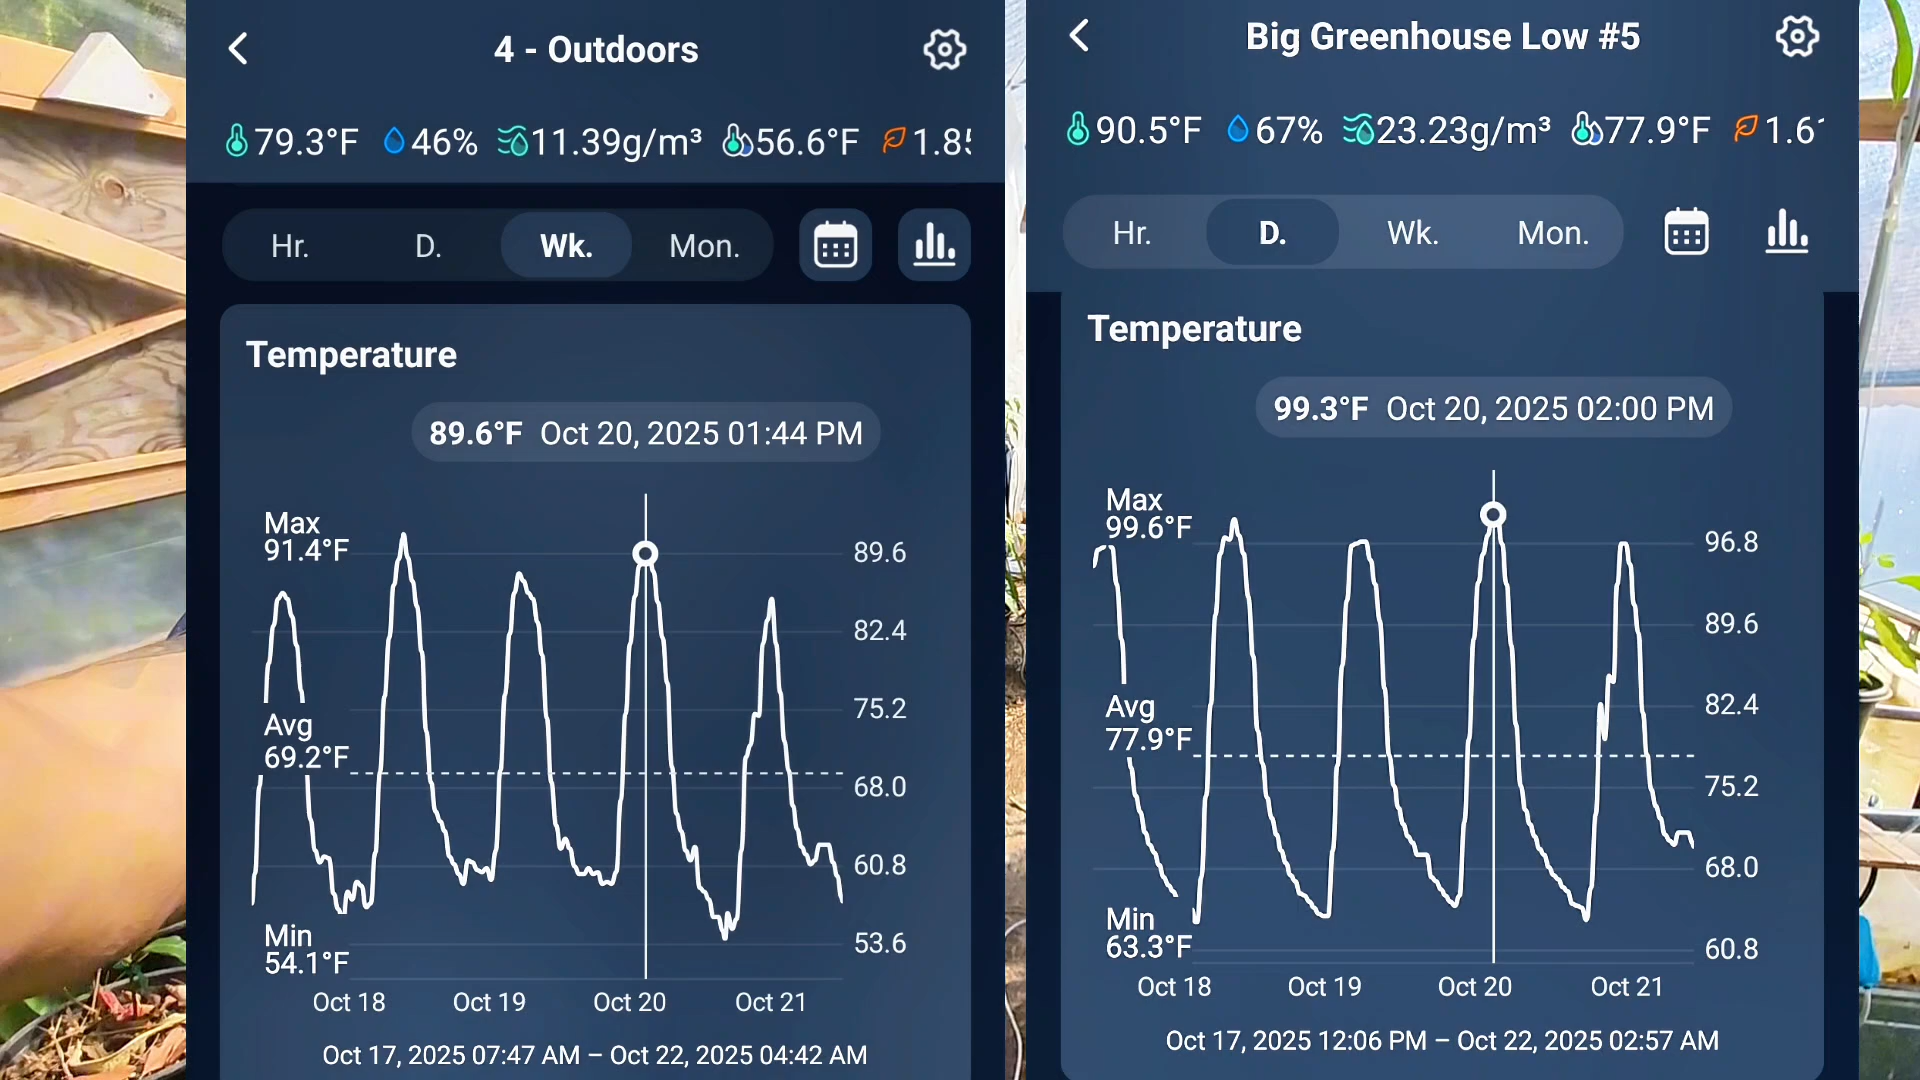 4 - Outdoors
79.3°F 46% 11.39g/m³ 56.6°F 1.85
Hr. D. Wk. Mon.
Temperature
89.6°F Oct 20, 2025 01:44 PM
Max
91.4°F
89.6
82.4
75.2
Avg
69.2°F
68.0
60.8
Min
54.1°F
53.6
Oct 18 Oct 19 Oct 20 Oct 21
Oct 17, 2025 07:47 AM – Oct 22, 2025 04:42 AM
Big Greenhouse Low #5
90.5°F 67% 23.23g/m³ 77.9°F 1.6
Hr. D. Wk. Mon.
Temperature
99.3°F Oct 20, 2025 02:00 PM
Max
99.6°F
96.8
89.6
82.4
Avg
77.9°F
75.2
68.0
Min
63.3°F
60.8
Oct 18 Oct 19 Oct 20 Oct 21
Oct 17, 2025 12:06 PM – Oct 22, 2025 02:57 AM